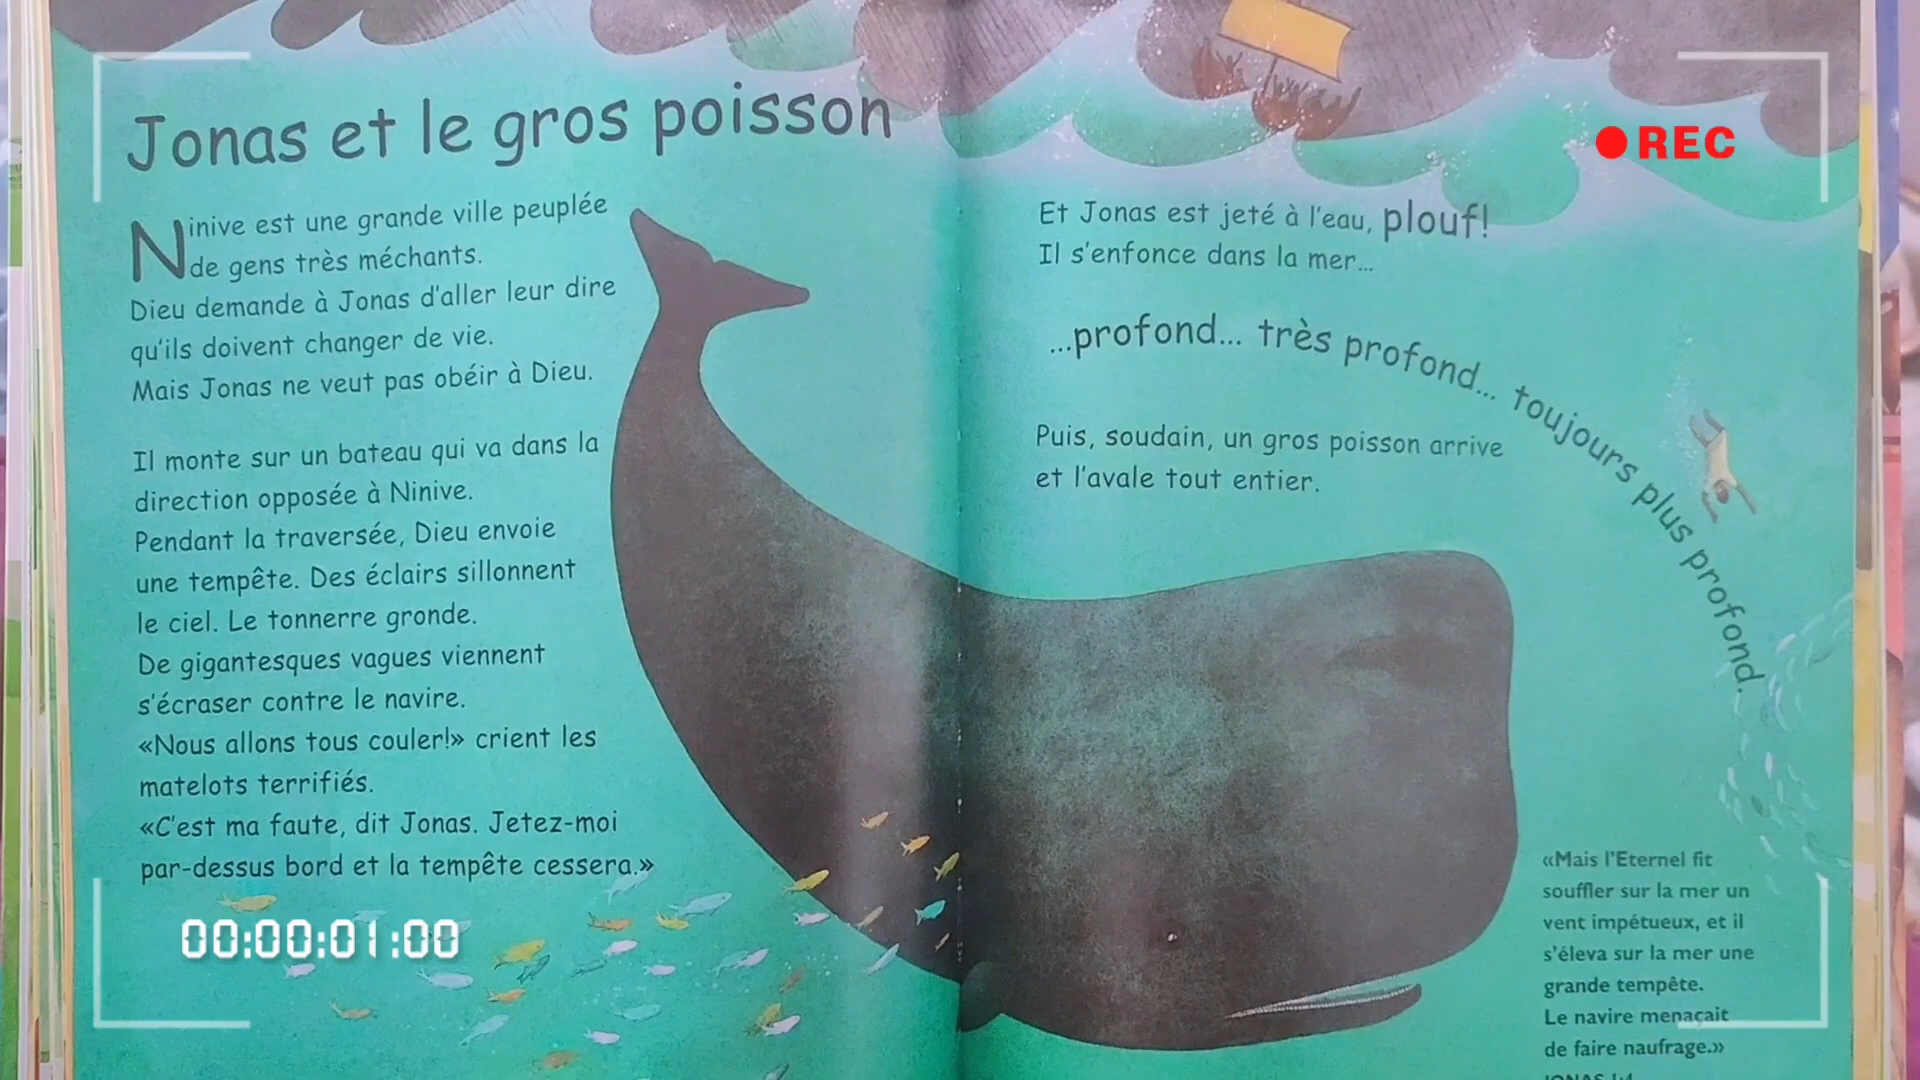 Jonas et le gros poisson
Ninive est une grande ville peuplée
de gens très méchants.
Dieu demande à Jonas d'aller leur dire
qu'ils doivent changer de vie.
Mais Jonas ne veut pas obéir à Dieu.
Il monte sur un bateau qui va dans la
direction opposée à Ninive.
Pendant la traversée, Dieu envoie
une tempête. Des éclairs sillonnent
le ciel. Le tonnerre gronde.
De gigantesques vagues viennent
s'écraser contre le navire.
«Nous allons tous couler!» crient les
matelots terrifiés.
«C'est ma faute, dit Jonas. Jetez-moi
par-dessus bord et la tempête cessera.»
00:00:01:00
REC
Et Jonas est jeté à l'eau, plouf!
Il s'enfonce dans la mer...
...profond... très profond... toujours plus profond.
Puis, soudain, un gros poisson arrive
et l'avale tout entier.
«Mais l'Eternel fit
souffler sur la mer un
vent impétueux, et il
s'éleva sur la mer une
grande tempête.
Le navire menaçait
de faire naufrage.»
JONAS 1:4